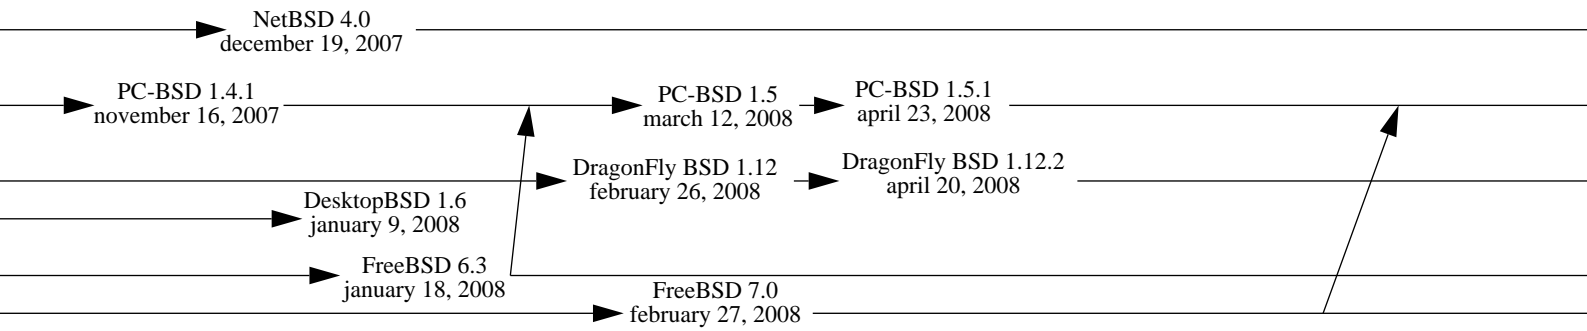 NetBSD 4.0
december 19, 2007
PC-BSD 1.4.1
november 16, 2007
PC-BSD 1.5
march 12, 2008
PC-BSD 1.5.1
april 23, 2008
DragonFly BSD 1.12
february 26, 2008
DragonFly BSD 1.12.2
april 20, 2008
DesktopBSD 1.6
january 9, 2008
FreeBSD 6.3
january 18, 2008
FreeBSD 7.0
february 27, 2008